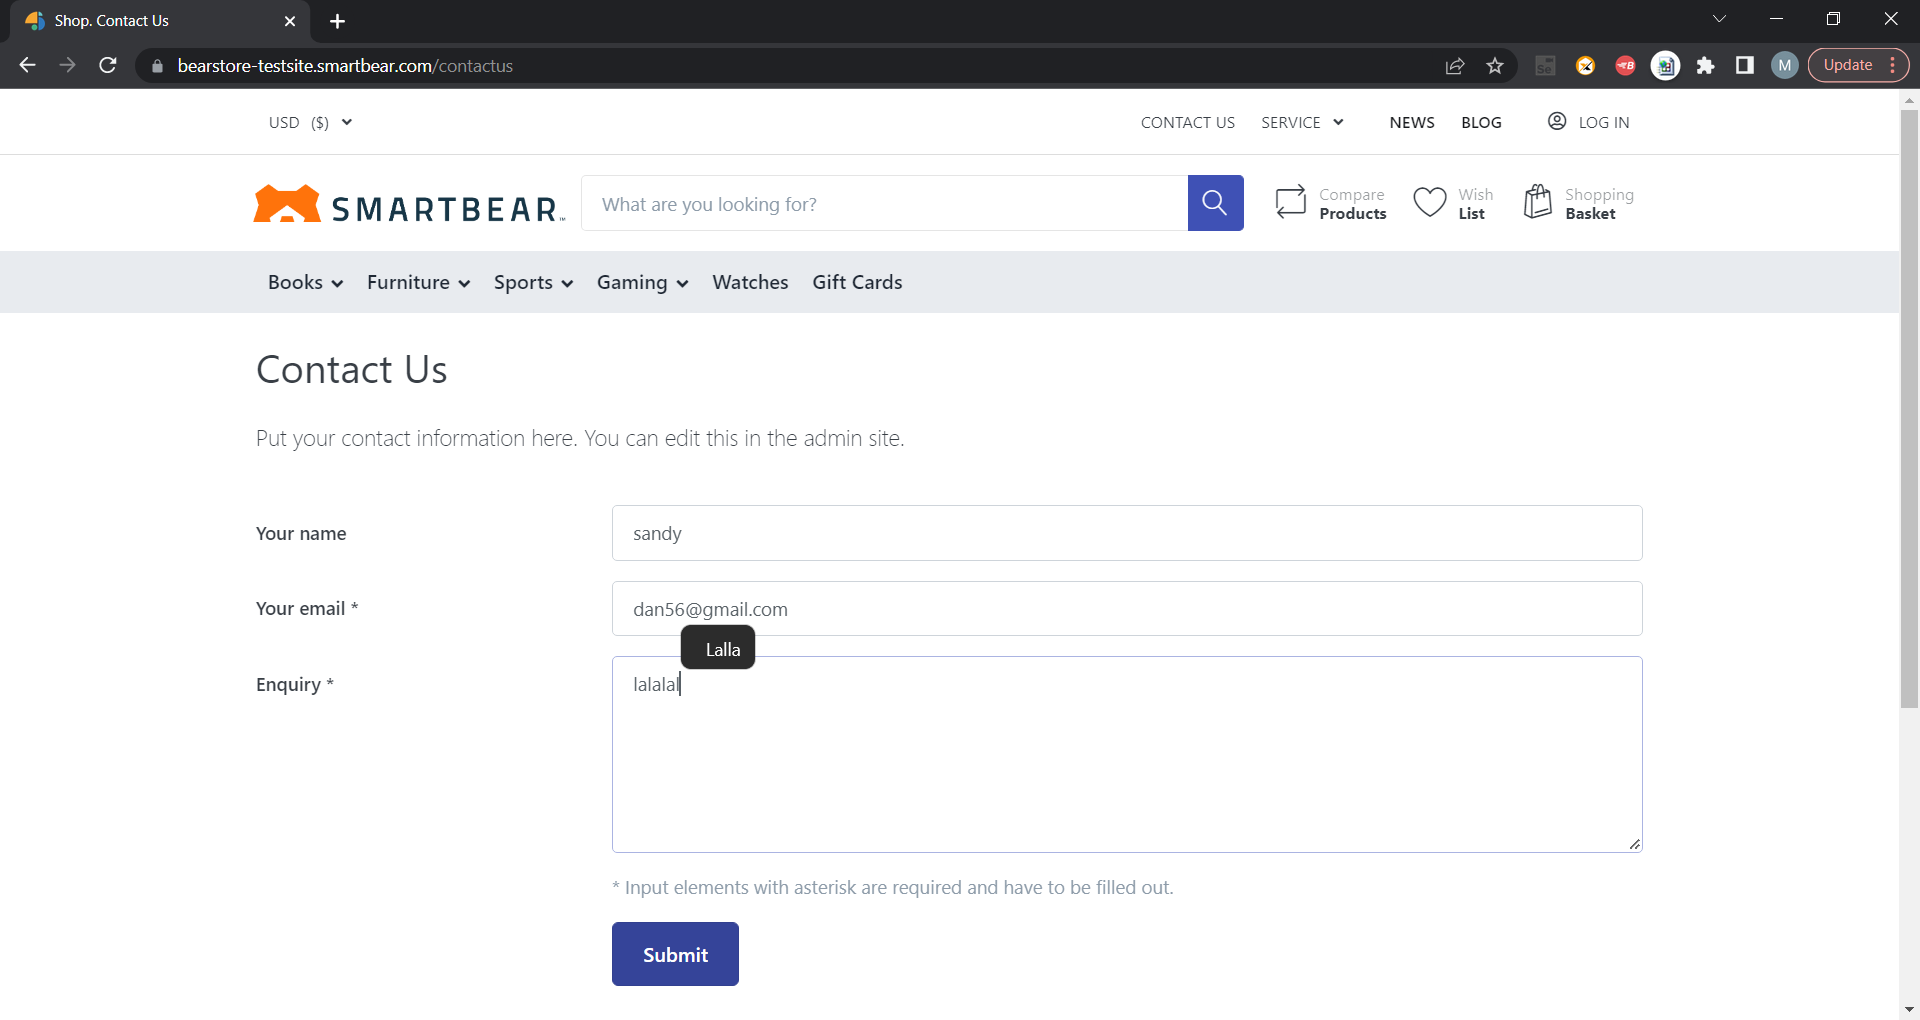 Shop. Contact Us
bearstore-testsite.smartbear.com/contactus
Se
B
M
Update
USD ($)
CONTACT US
SERVICE
NEWS
BLOG
LOG IN
SMARTBEAR™
What are you looking for?
Compare
Products
Wish
List
Shopping
Basket
Books
Furniture
Sports
Gaming
Watches
Gift Cards
Contact Us
Put your contact information here. You can edit this in the admin site.
Your name
sandy
Your email *
dan56@gmail.com
Lalla
Enquiry *
lalalal
* Input elements with asterisk are required and have to be filled out.
Submit